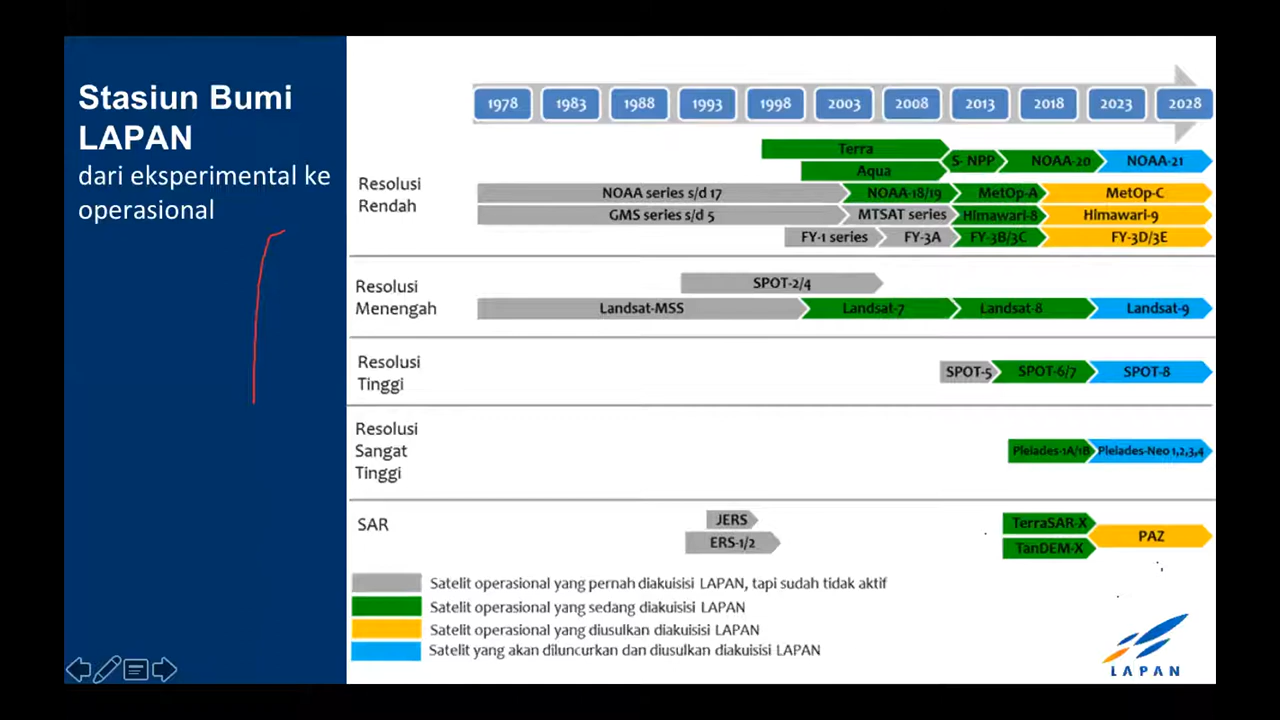 Stasiun Bumi
LAPAN
dari eksperimental ke
operasional
1978 1983 1988 1993 1998 2003 2008 2013 2018 2023 2028
Resolusi
Rendah
Terra
Aqua
S- NPP
NOAA-20
NOAA-21
NOAA series s/d 17
NOAA-18/19
MetOp-A
MetOp-C
GMS series s/d 5
MTSAT series
Himawari-8
Himawari-9
FY-1 series
FY-3A
FY-3B/3C
FY-3D/3E
Resolusi
Menengah
SPOT-2/4
Landsat-MSS
Landsat-7
Landsat-8
Landsat-9
Resolusi
Tinggi
SPOT-5
SPOT-6/7
SPOT-8
Resolusi
Sangat
Tinggi
Pleiades-1A/1B
Pleiades-Neo 1,2,3,4
SAR
JERS
ERS-1/2
TerraSAR-X
TanDEM-X
PAZ
Satelit operasional yang pernah diakuisisi LAPAN, tapi sudah tidak aktif
Satelit operasional yang sedang diakuisisi LAPAN
Satelit operasional yang diusulkan diakuisisi LAPAN
Satelit yang akan diluncurkan dan diusulkan diakuisisi LAPAN
LAPAN